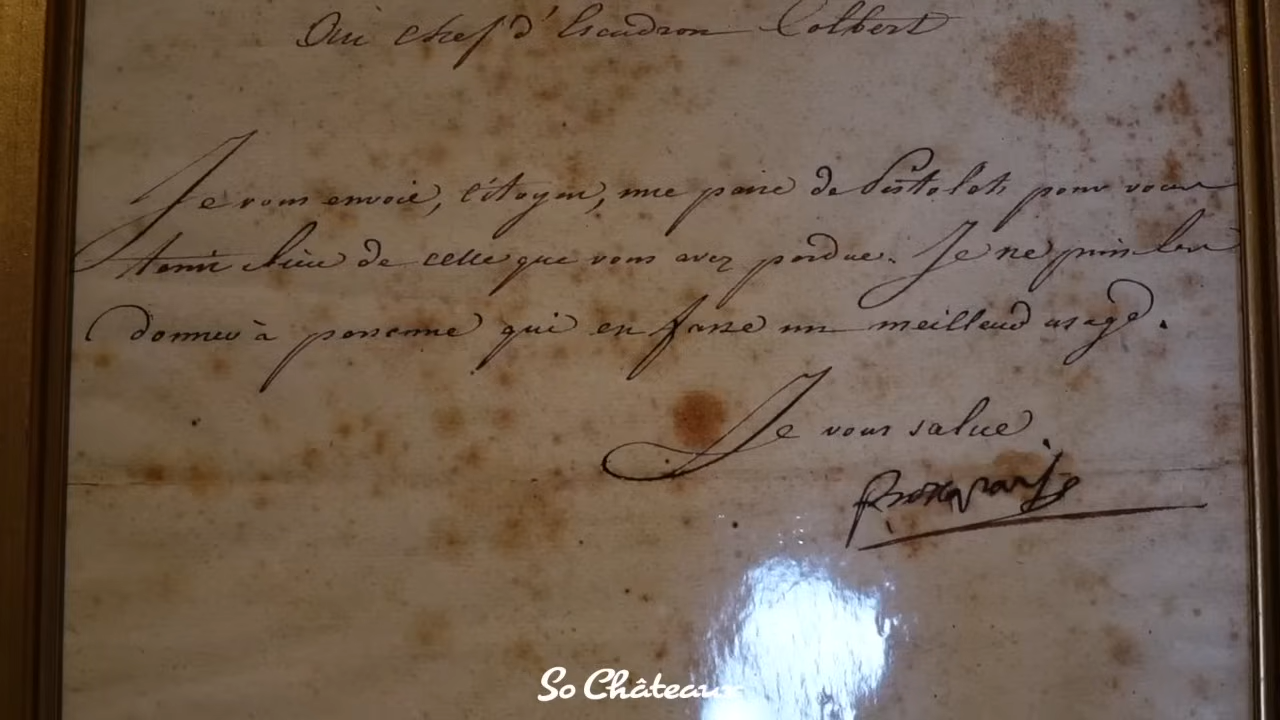 Au chef d'Escadron Colbert
Je vous envoie, Citoyen, une paire de Pistolets pour vous
tenir lieu de celle que vous avez perdue. Je ne puis les
donner à personne qui en fasse un meilleur usage.
Je vous salue.
Bonaparte
So Châteaux